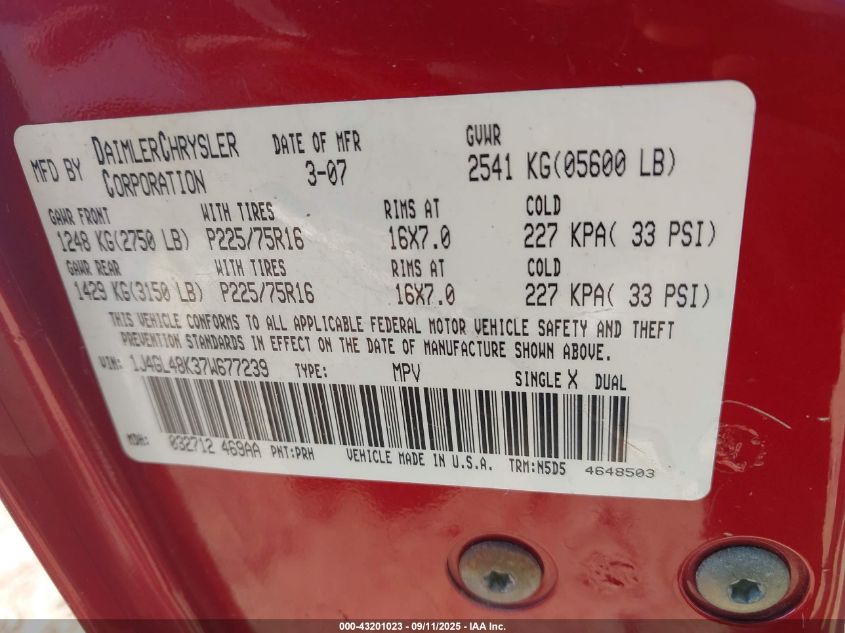 MFD BY DAIMLERCHRYSLER CORPORATION DATE OF MFR 3-07 GVWR 2541 KG(05600 LB)
GAWR FRONT WITH TIRES RIMS AT COLD
1248 KG(2750 LB) P225/75R16 16X7.0 227 KPA( 33 PSI)
GAWR REAR WITH TIRES RIMS AT COLD
1429 KG(3150 LB) P225/75R16 16X7.0 227 KPA( 33 PSI)
THIS VEHICLE CONFORMS TO ALL APPLICABLE FEDERAL MOTOR VEHICLE SAFETY AND THEFT
PREVENTION STANDARDS IN EFFECT ON THE DATE OF MANUFACTURE SHOWN ABOVE.
VIN: 1J4GL48K37W677239 TYPE: MPV SINGLE X DUAL
MDH: 032712 469AA PNT:PRH VEHICLE MADE IN U.S.A. TRM:N5D5 4648503
000-43201023 - 09/11/2025 - IAA Inc.